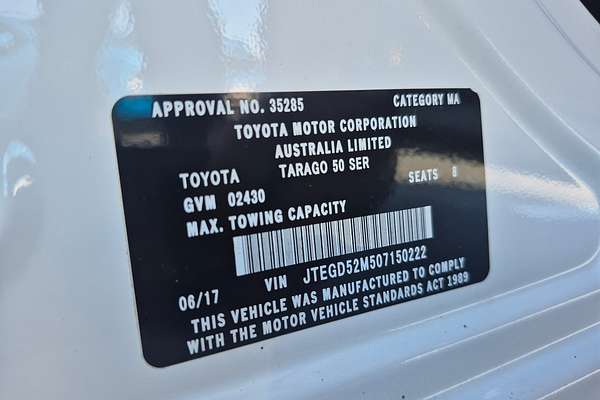 APPROVAL NO. 35285 CATEGORY MA
TOYOTA MOTOR CORPORATION
AUSTRALIA LIMITED
TOYOTA TARAGO 50 SER SEATS 8
GVM 02430
MAX. TOWING CAPACITY
VIN JTEGD52M507150222
06/17
THIS VEHICLE WAS MANUFACTURED TO COMPLY
WITH THE MOTOR VEHICLE STANDARDS ACT 1989